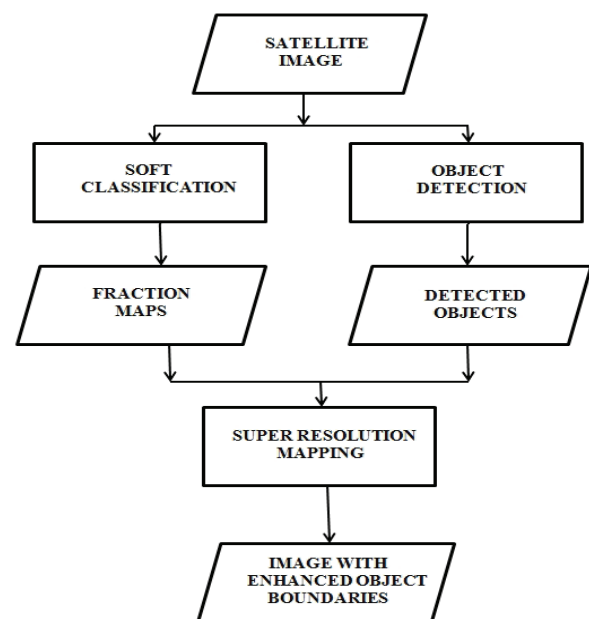 SATELLITE
IMAGE
SOFT
CLASSIFICATION
OBJECT
DETECTION
FRACTION
MAPS
DETECTED
OBJECTS
SUPER RESOLUTION
MAPPING
IMAGE WITH
ENHANCED OBJECT
BOUNDARIES